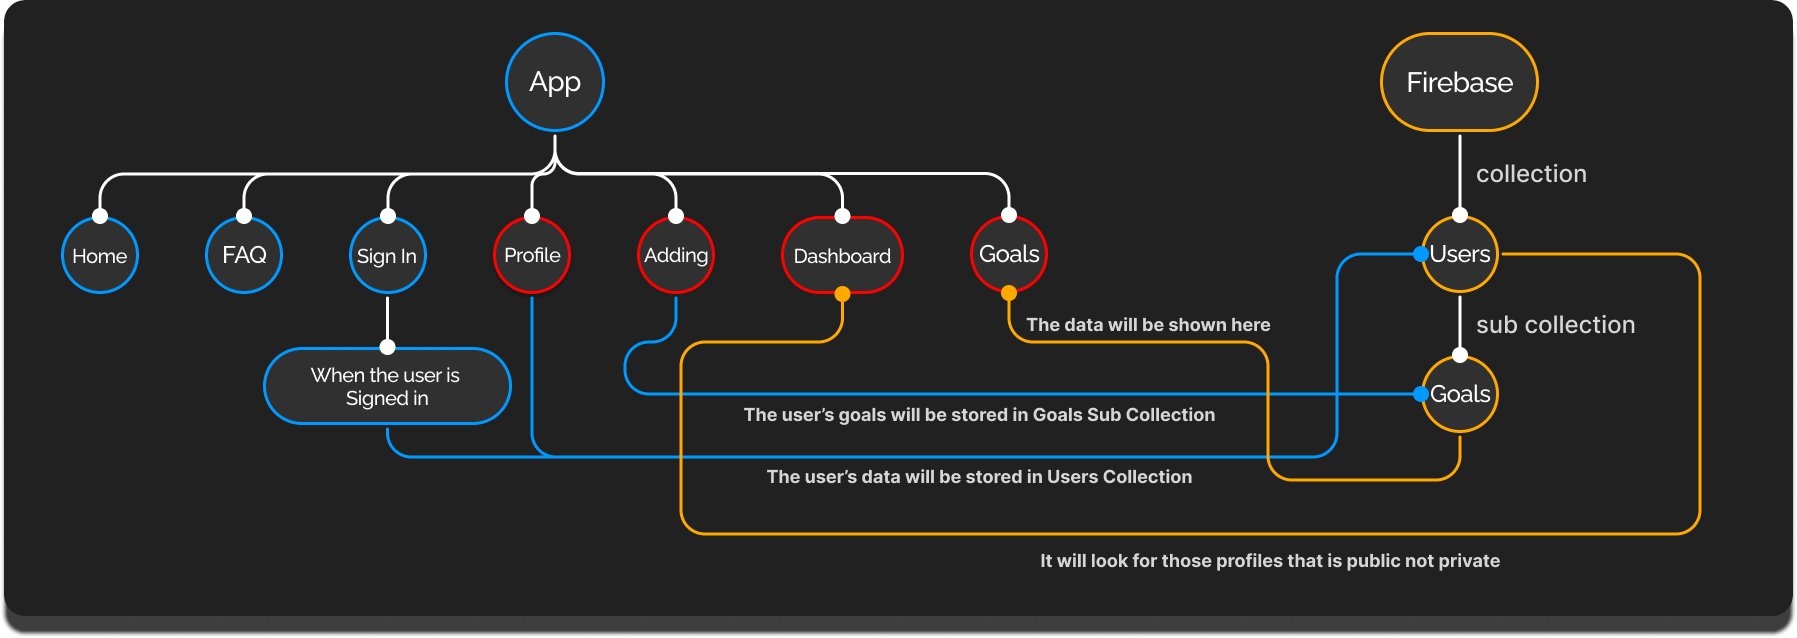 App
Firebase
collection
Home
FAQ
Sign In
Profile
Adding
Dashboard
Goals
Users
The data will be shown here
sub collection
When the user is
Signed in
Goals
The user’s goals will be stored in Goals Sub Collection
The user’s data will be stored in Users Collection
It will look for those profiles that is public not private